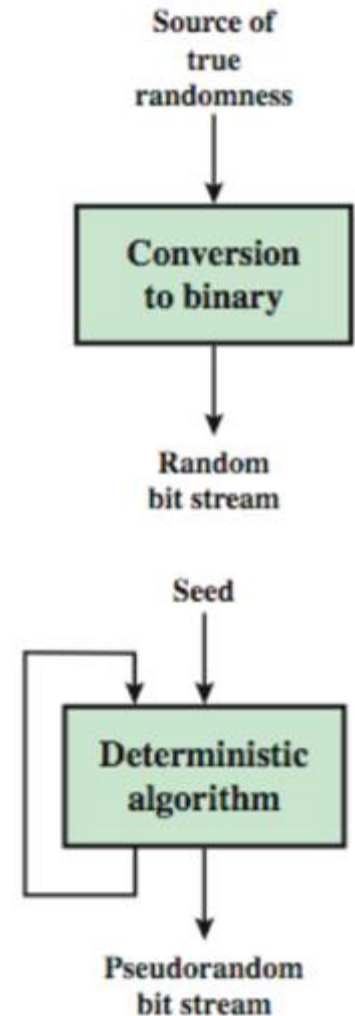 Source of
true
randomness
Conversion
to binary
Random
bit stream
Seed
Deterministic
algorithm
Pseudorandom
bit stream